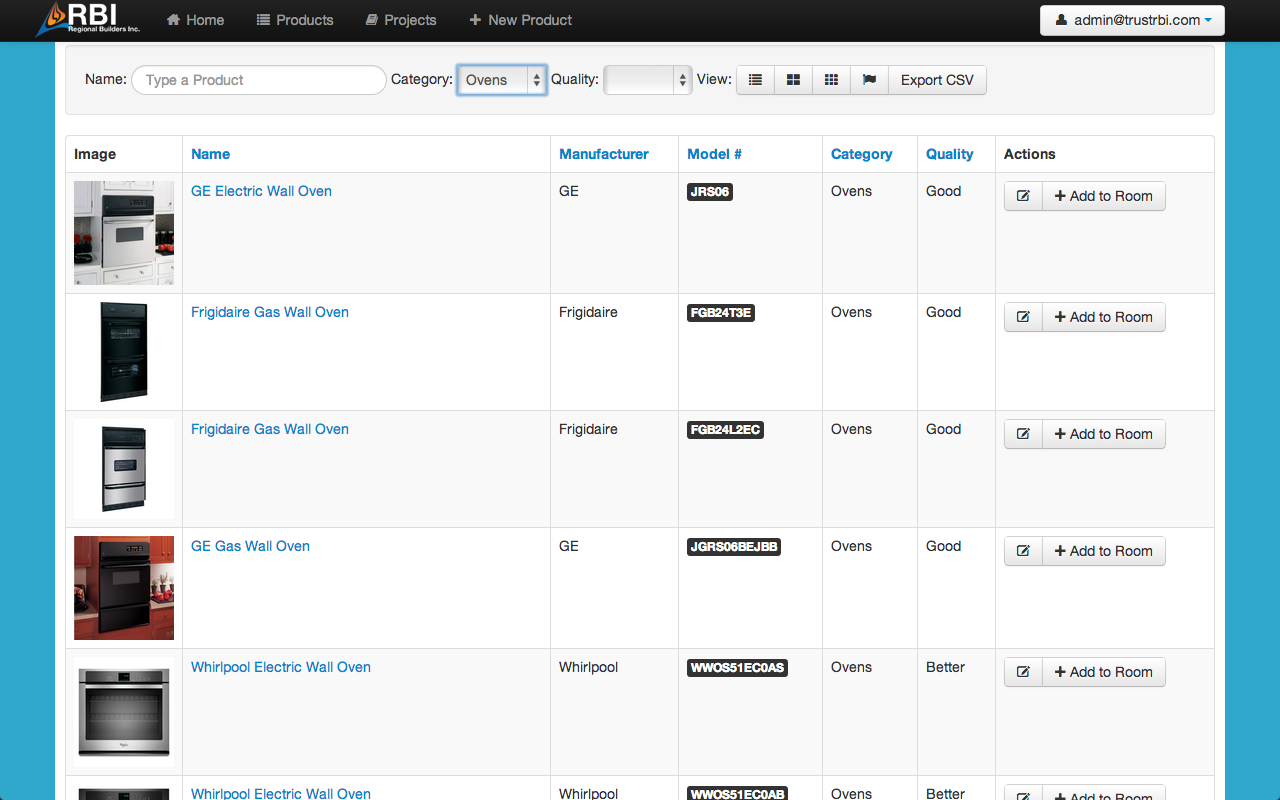 RBI
Regional Builders Inc.
Home Products Projects New Product admin@trustrbi.com
Name: Type a Product Category: Ovens Quality: View: Export CSV
Image Name Manufacturer Model # Category Quality Actions
GE Electric Wall Oven GE JRS06 Ovens Good Add to Room
Frigidaire Gas Wall Oven Frigidaire FGB24T3E Ovens Good Add to Room
Frigidaire Gas Wall Oven Frigidaire FGB24L2EC Ovens Good Add to Room
GE Gas Wall Oven GE JGRS06BEJBB Ovens Good Add to Room
Whirlpool Electric Wall Oven Whirlpool WWOS51EC0AS Ovens Better Add to Room
Whirlpool Electric Wall Oven Whirlpool WWOS51EC0AB Ovens Better Add to Room